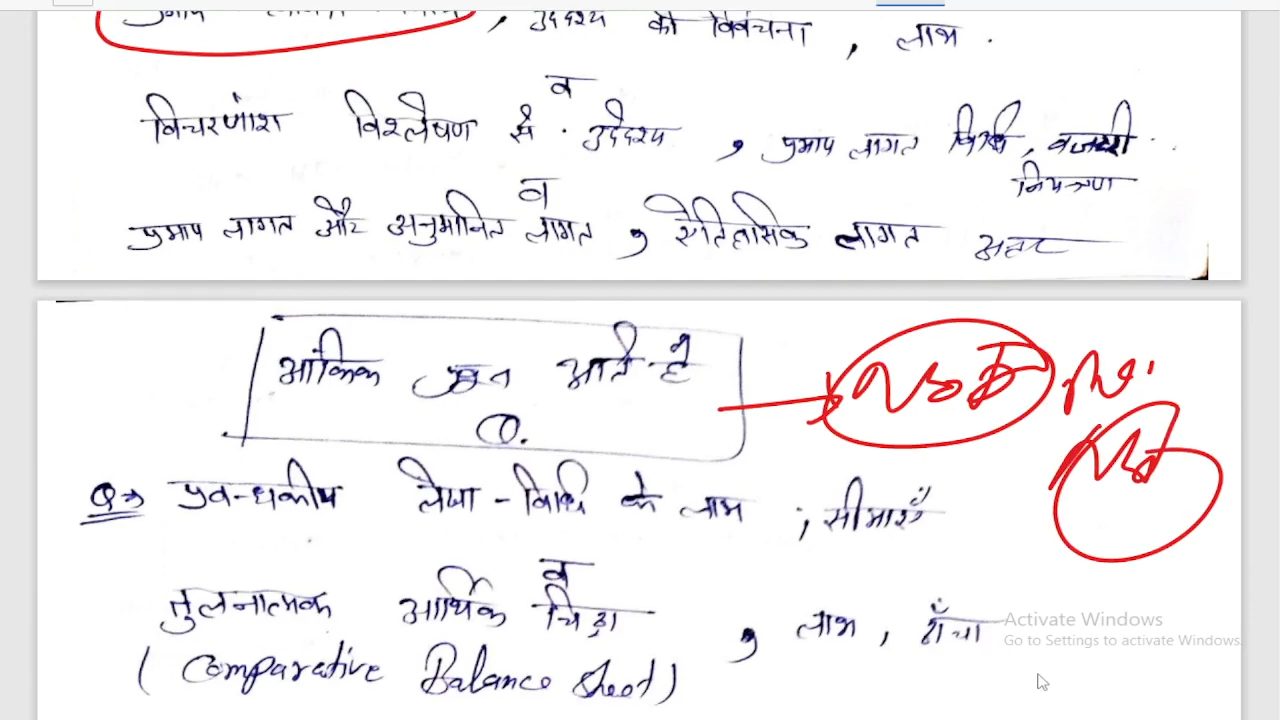 , उद्देश्य की विवेचना , लाभ .
व
विचरणांश विश्लेषण से . उद्देश्य , प्रमाप लागत विधि , बजटरी
नियंत्रण
व
प्रमाप लागत और अनुमानित लागत , ऐतिहासिक लागत अन्तर
आंकिक प्रश्न आते है
Q.
Q→ प्रबन्धकीय लेखा - विधि के लाभ ; सीमाएँ
व
तुलनात्मक आर्थिक चिठ्ठा , लाभ , ढाँचा
(Comparative Balance sheet)
Activate Windows
Go to Settings to activate Windows.